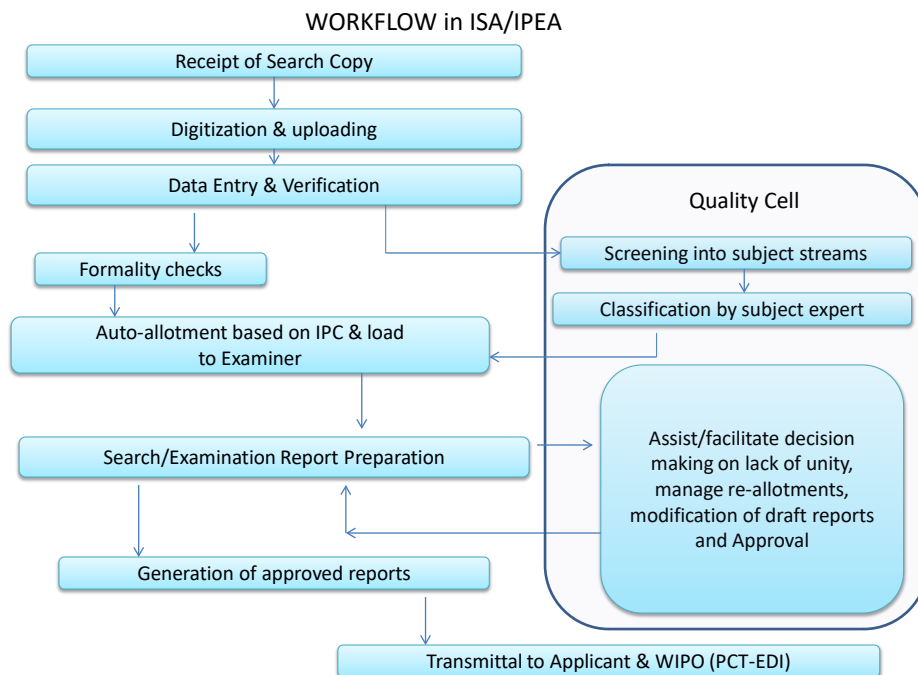 WORKFLOW in ISA/IPEA
Receipt of Search Copy
Digitization & uploading
Data Entry & Verification
Quality Cell
Screening into subject streams
Formality checks
Classification by subject expert
Auto-allotment based on IPC & load
to Examiner
Search/Examination Report Preparation
Assist/facilitate decision
making on lack of unity,
manage re-allotments,
modification of draft reports
and Approval
Generation of approved reports
Transmittal to Applicant & WIPO (PCT-EDI)